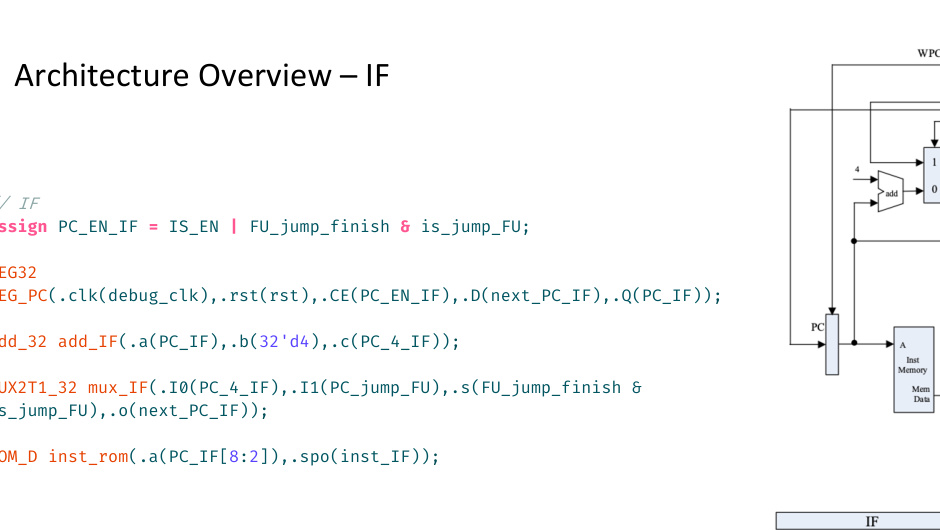 Architecture Overview – IF
/ IF
ssign PC_EN_IF = IS_EN | FU_jump_finish & is_jump_FU;
EG32
EG_PC(.clk(debug_clk),.rst(rst),.CE(PC_EN_IF),.D(next_PC_IF),.Q(PC_IF));
dd_32 add_IF(.a(PC_IF),.b(32'd4),.c(PC_4_IF));
UX2T1_32 mux_IF(.I0(PC_4_IF),.I1(PC_jump_FU),.s(FU_jump_finish &
s_jump_FU),.o(next_PC_IF));
OM_D inst_rom(.a(PC_IF[8:2]),.spo(inst_IF));
WPC
1
4
add
0
PC
A
Inst
Memory
Mem
Data
IF